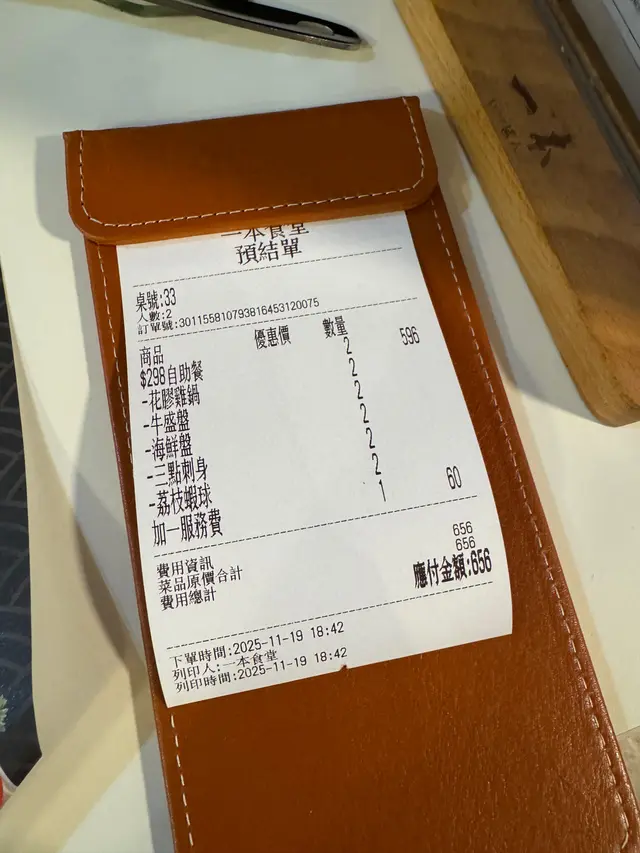 一本食堂
預結單
桌號:33
人數:2
訂單號:301155810793816453120075
商品 優惠價 數量
$298自助餐 2 596
-花膠雞鍋 2
-牛盛盤 2
-海鮮盤 2
-三點刺身 2
-荔枝蝦球 2
加一服務費 1 60
費用資訊
菜品原價合計 656
費用總計 656
應付金額:656
下單時間:2025-11-19 18:42
列印人:一本食堂
列印時間:2025-11-19 18:42